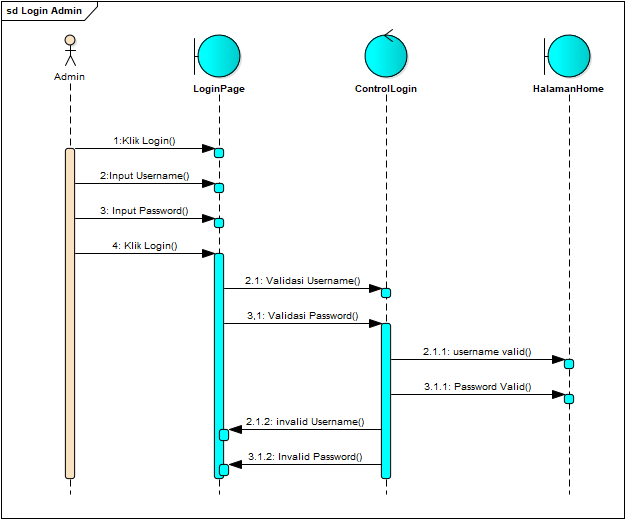 sd Login Admin
Admin
LoginPage
ControlLogin
HalamanHome
1:Klik Login()
2:Input Username()
3: Input Password()
4: Klik Login()
2.1: Validasi Username()
3,1: Validasi Password()
2.1.1: username valid()
3.1.1: Password Valid()
2.1.2: invalid Username()
3.1.2: Invalid Password()